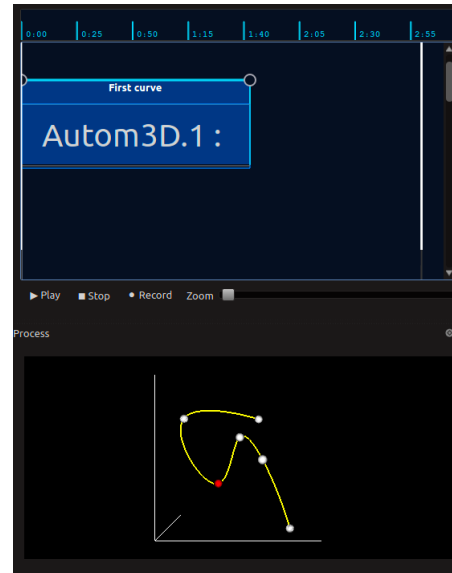 0:00 0:25 0:50 1:15 1:40 2:05 2:30 2:55
First curve
Autom3D.1 :
Play Stop Record Zoom
Process